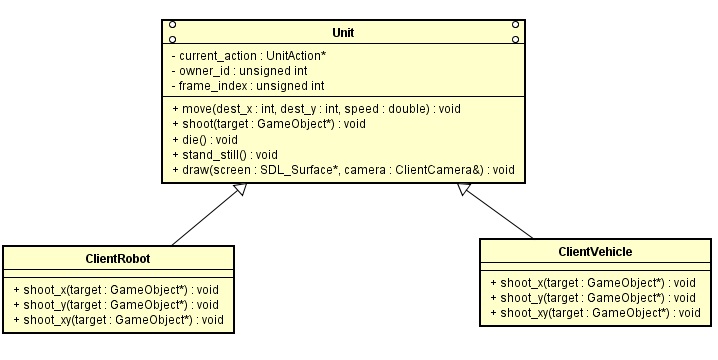 Unit
- current_action : UnitAction*
- owner_id : unsigned int
- frame_index : unsigned int
+ move(dest_x : int, dest_y : int, speed : double) : void
+ shoot(target : GameObject*) : void
+ die() : void
+ stand_still() : void
+ draw(screen : SDL_Surface*, camera : ClientCamera&) : void
ClientRobot
+ shoot_x(target : GameObject*) : void
+ shoot_y(target : GameObject*) : void
+ shoot_xy(target : GameObject*) : void
ClientVehicle
+ shoot_x(target : GameObject*) : void
+ shoot_y(target : GameObject*) : void
+ shoot_xy(target : GameObject*) : void